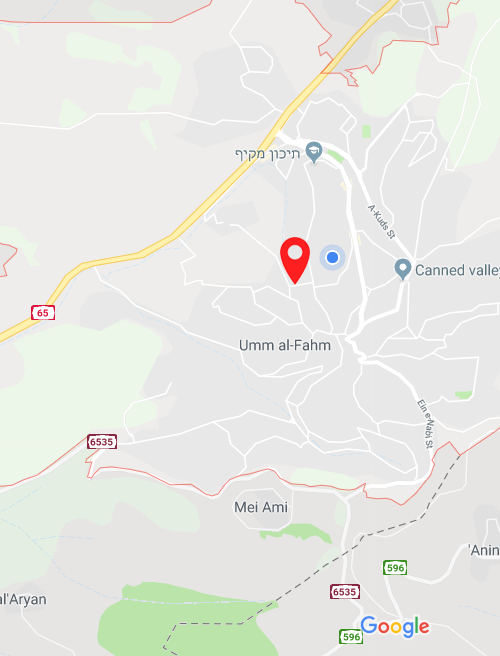 תיכון מקיף
A-Kuds St
Canned valley
65
Umm al-Fahm
Ein e-Nabi St
6535
Mei Ami
'Anin
596
al'Aryan
6535
Google
596